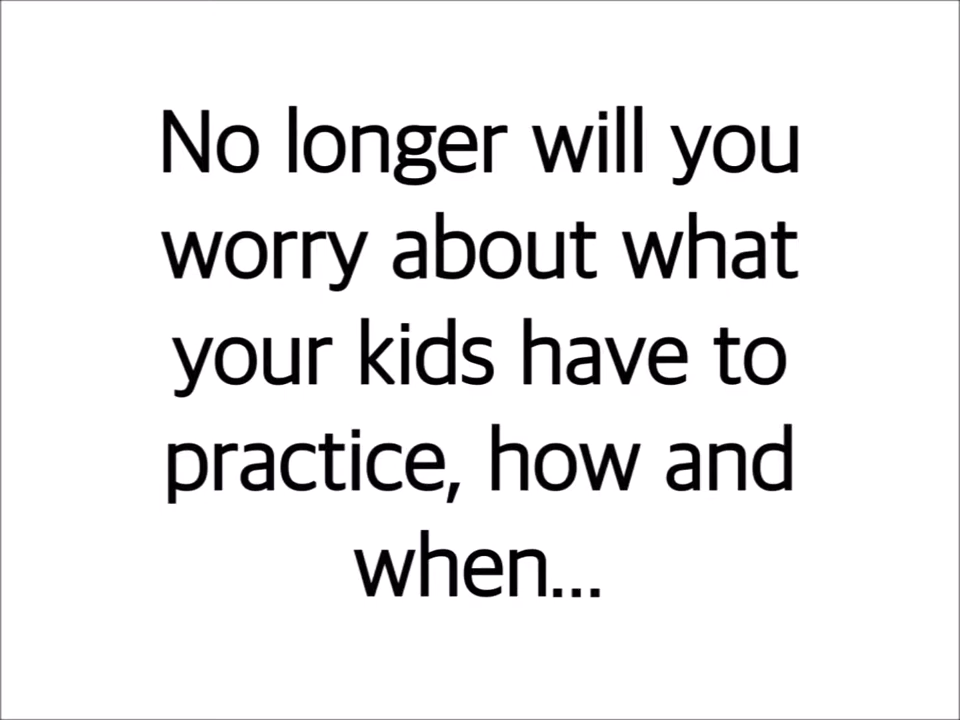 No longer will you
worry about what
your kids have to
practice, how and
when...